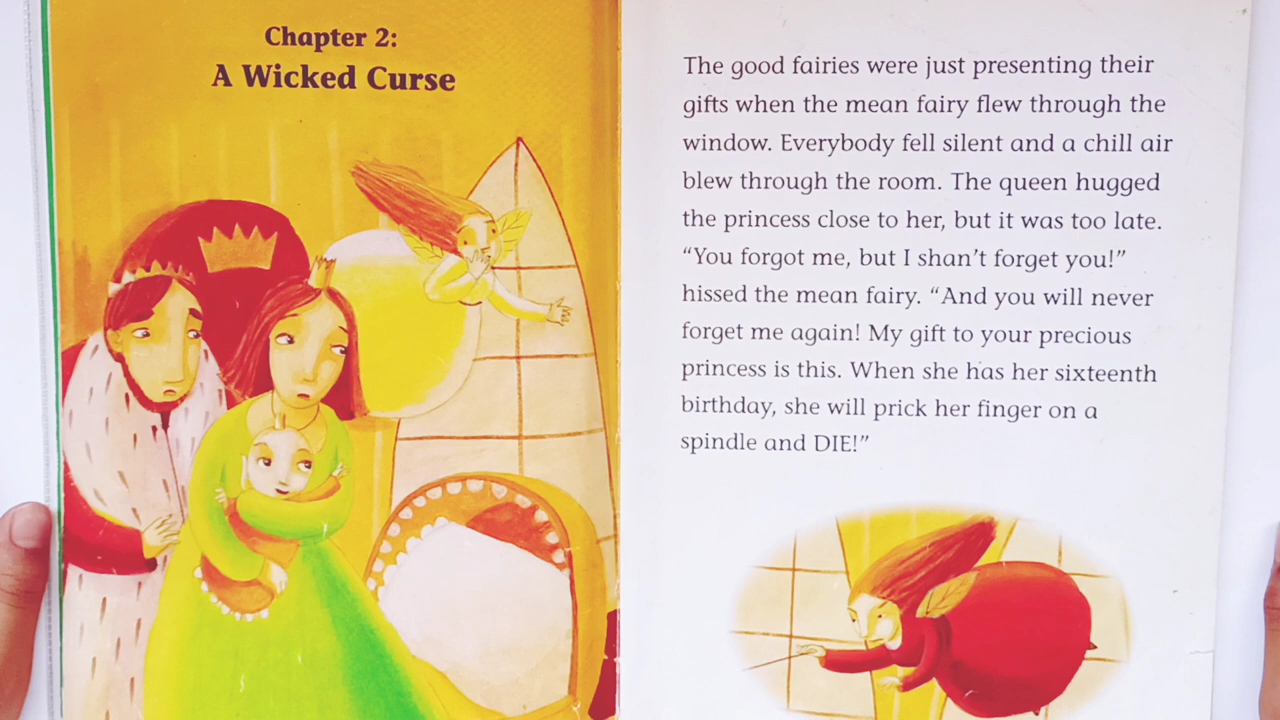 Chapter 2:
A Wicked Curse
The good fairies were just presenting their
gifts when the mean fairy flew through the
window. Everybody fell silent and a chill air
blew through the room. The queen hugged
the princess close to her, but it was too late.
“You forgot me, but I shan’t forget you!”
hissed the mean fairy. “And you will never
forget me again! My gift to your precious
princess is this. When she has her sixteenth
birthday, she will prick her finger on a
spindle and DIE!”